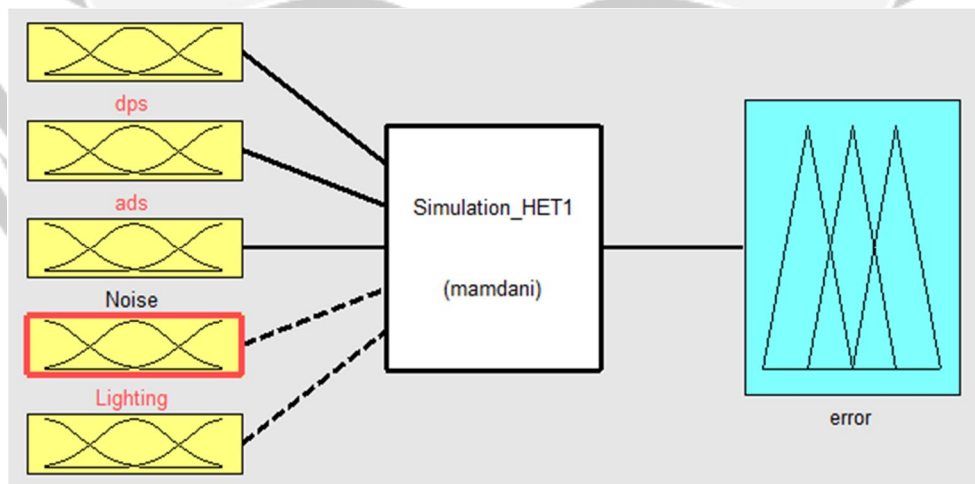 dps
ads
Noise
Lighting
Simulation_HET1
(mamdani)
error